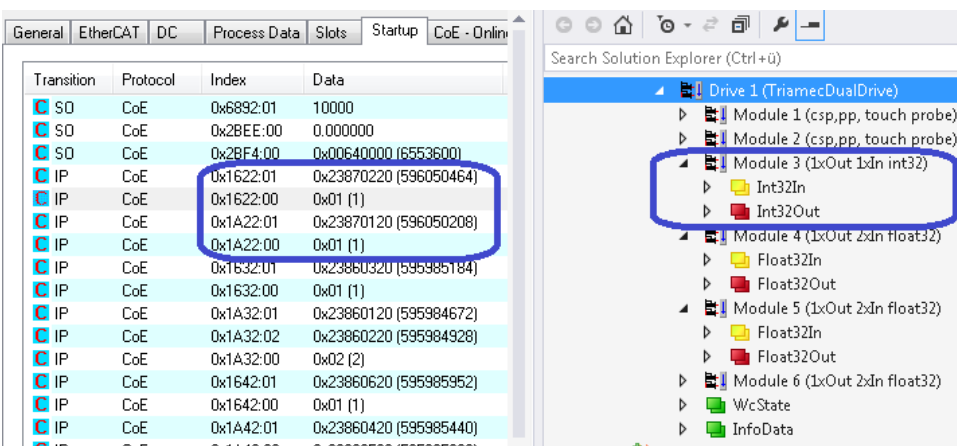 General EtherCAT DC Process Data Slots Startup CoE - Online
Transition Protocol Index Data
C SO CoE 0x6892:01 10000
C SO CoE 0x2BEE:00 0.000000
C SO CoE 0x2BF4:00 0x00640000 (6553600)
C IP CoE 0x1622:01 0x23870220 (596050464)
C IP CoE 0x1622:00 0x01 (1)
C IP CoE 0x1A22:01 0x23870120 (596050208)
C IP CoE 0x1A22:00 0x01 (1)
C IP CoE 0x1632:01 0x23860320 (595985184)
C IP CoE 0x1632:00 0x01 (1)
C IP CoE 0x1A32:01 0x23860120 (595984672)
C IP CoE 0x1A32:02 0x23860220 (595984928)
C IP CoE 0x1A32:00 0x02 (2)
C IP CoE 0x1642:01 0x23860620 (595985952)
C IP CoE 0x1642:00 0x01 (1)
C IP CoE 0x1A42:01 0x23860420 (595985440)
Search Solution Explorer (Ctrl+ü)
Drive 1 (TriamecDualDrive)
Module 1 (csp,pp, touch probe)
Module 2 (csp,pp, touch probe)
Module 3 (1xOut 1xIn int32)
Int32In
Int32Out
Module 4 (1xOut 2xIn float32)
Float32In
Float32Out
Module 5 (1xOut 2xIn float32)
Float32In
Float32Out
Module 6 (1xOut 2xIn float32)
WcState
InfoData